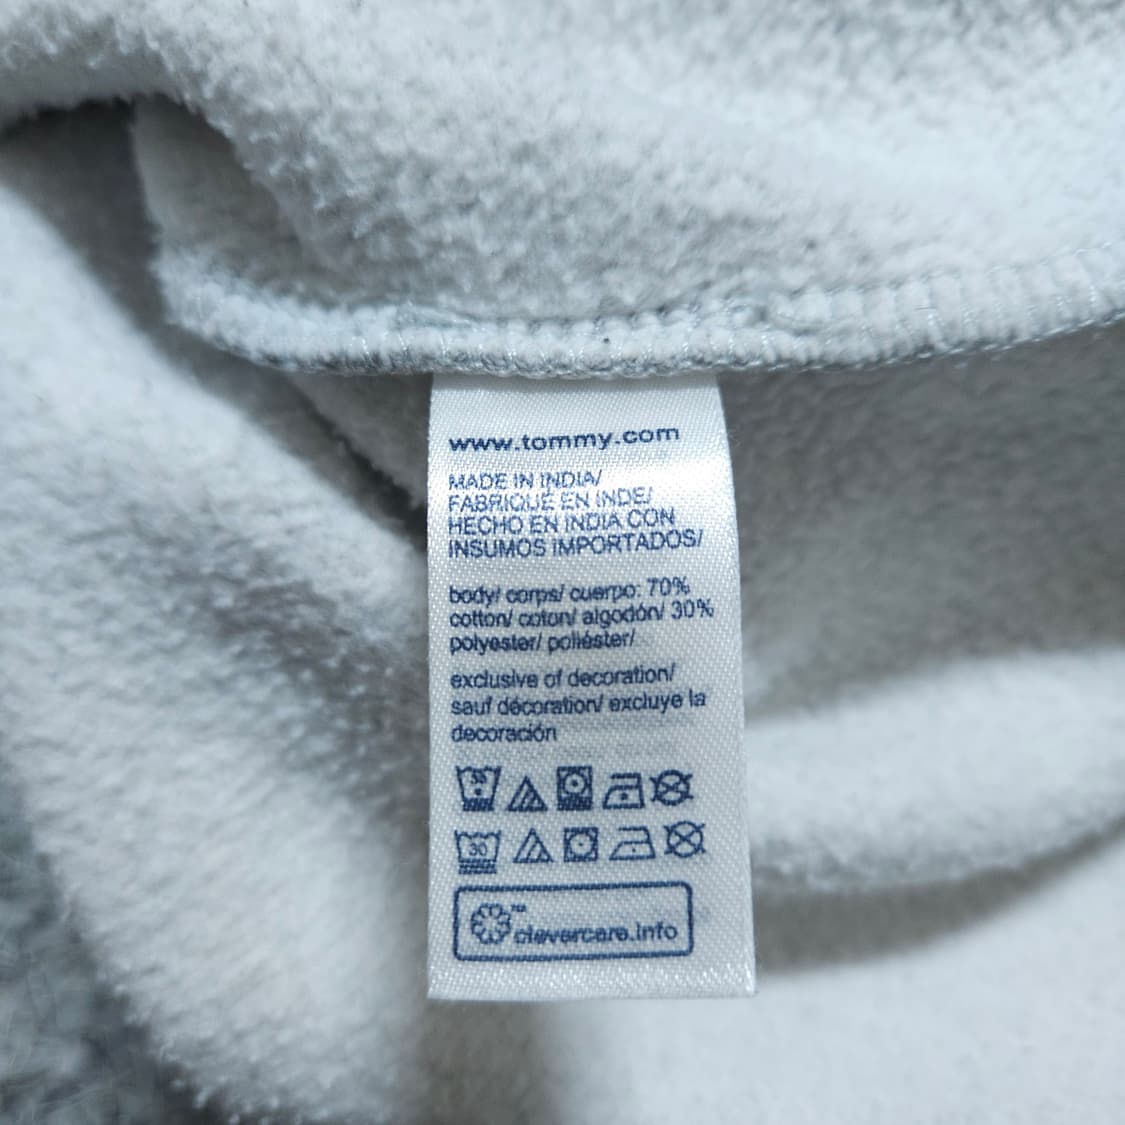 www.tommy.com
MADE IN INDIA/
FABRIQUÉ EN INDE/
HECHO EN INDIA CON
INSUMOS IMPORTADOS/
body/ corps/ cuerpo: 70%
cotton/ coton/ algodón/ 30%
polyester/ poliéster/
exclusive of decoration/
sauf décoration/ excluye la
decoración
30
30
TM clevercare.info